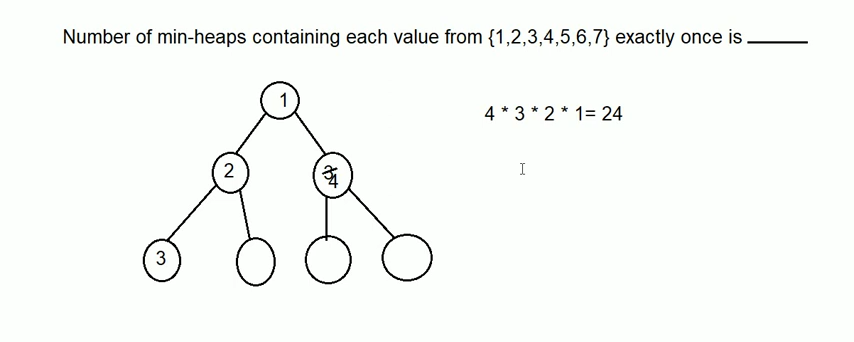 Number of min-heaps containing each value from {1,2,3,4,5,6,7} exactly once is
1
4 * 3 * 2 * 1= 24
2
3
4
3